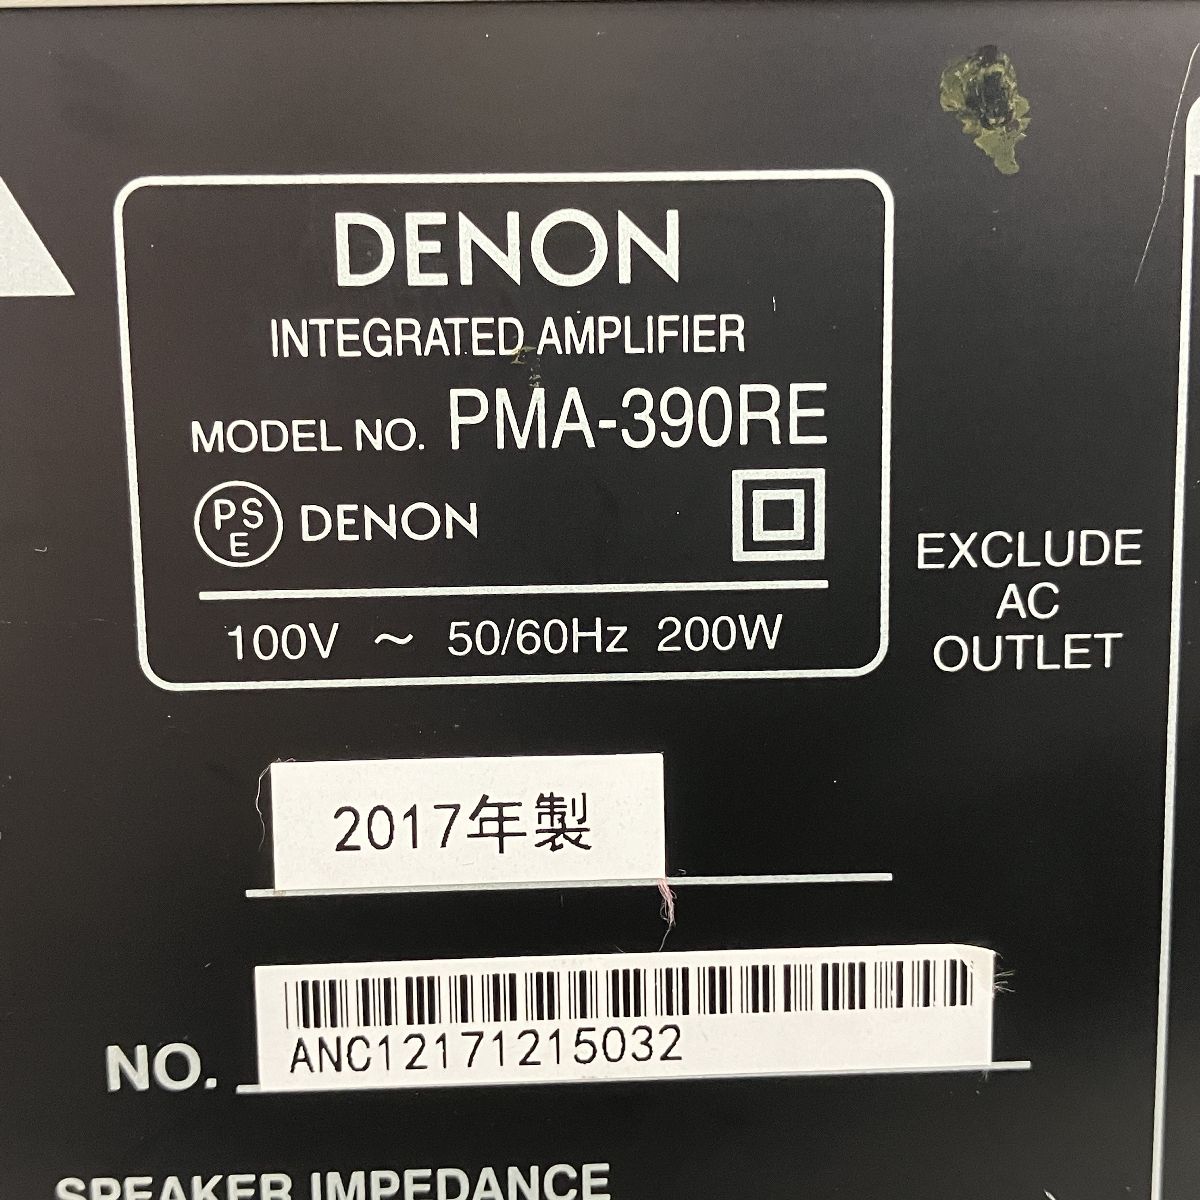 DENON
INTEGRATED AMPLIFIER
MODEL NO. PMA-390RE
PSE DENON
100V ～ 50/60Hz 200W
EXCLUDE
AC
OUTLET
2017年製
NO. ANC12171215032
SPEAKER IMPEDANCE